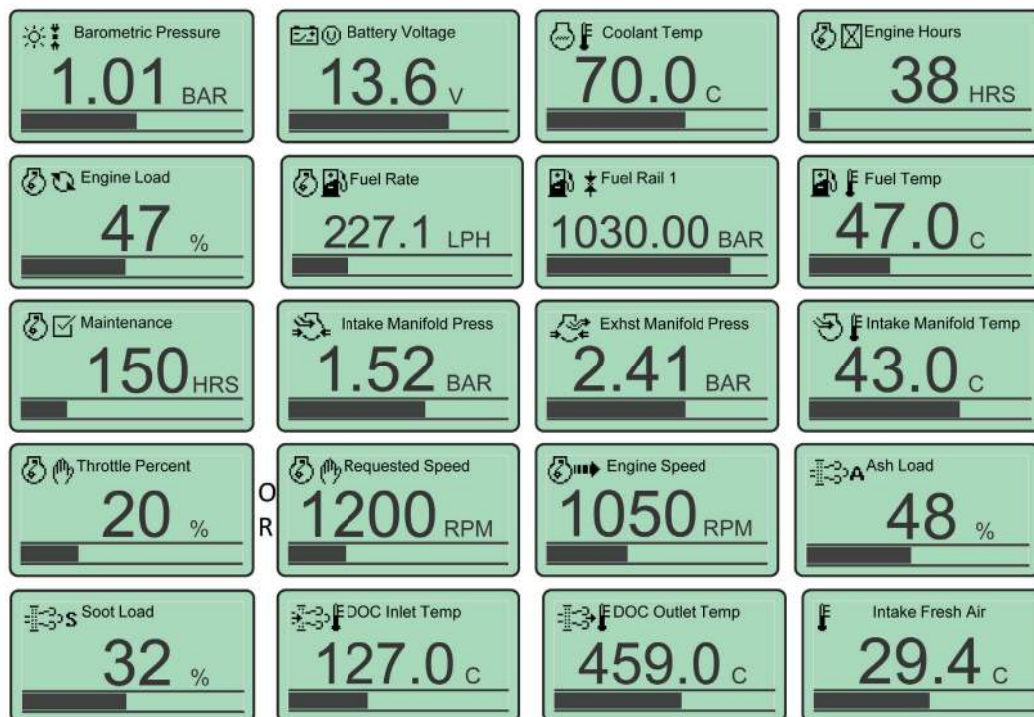 Barometric Pressure
1.01 BAR
Battery Voltage
13.6 V
Coolant Temp
70.0 C
Engine Hours
38 HRS
Engine Load
47 %
Fuel Rate
227.1 LPH
Fuel Rail 1
1030.00 BAR
Fuel Temp
47.0 C
Maintenance
150 HRS
Intake Manifold Press
1.52 BAR
Exhst Manifold Press
2.41 BAR
Intake Manifold Temp
43.0 C
Throttle Percent
20 %
O
R
Requested Speed
1200 RPM
Engine Speed
1050 RPM
A Ash Load
48 %
S Soot Load
32 %
DOC Inlet Temp
127.0 C
DOC Outlet Temp
459.0 C
Intake Fresh Air
29.4 C